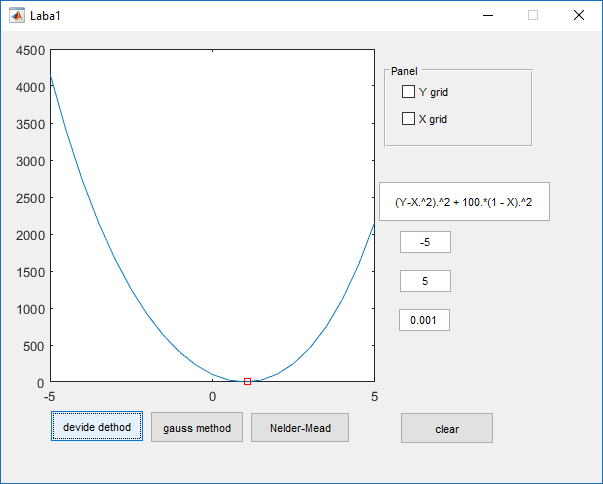 Laba1
4500
4000
3500
3000
2500
2000
1500
1000
500
0
-5
0
5
Panel
Y grid
X grid
(Y-X.^2).^2 + 100.*(1 - X).^2
-5
5
0.001
devide dethod
gauss method
Nelder-Mead
clear